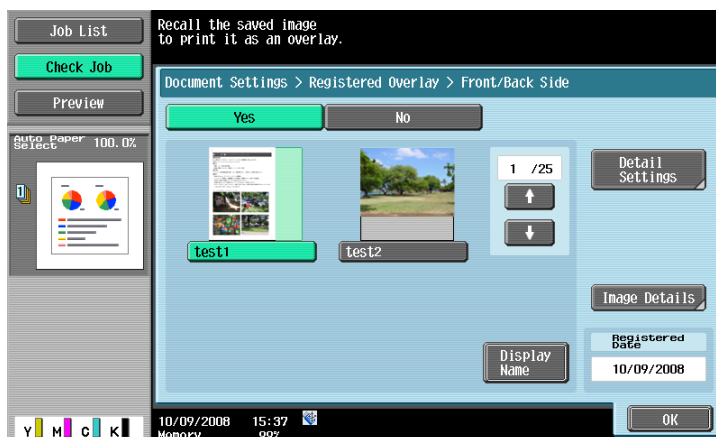 Job List
Check Job
Preview
Auto Paper
Select
100.0%
1
Recall the saved image
to print it as an overlay.
Document Settings > Registered Overlay > Front/Back Side
Yes
No
test1
test2
1 /25
Detail
Settings
Image Details
Display
Name
Registered
Date
10/09/2008
Y M C K
10/09/2008 15:37
Memory 99%
OK